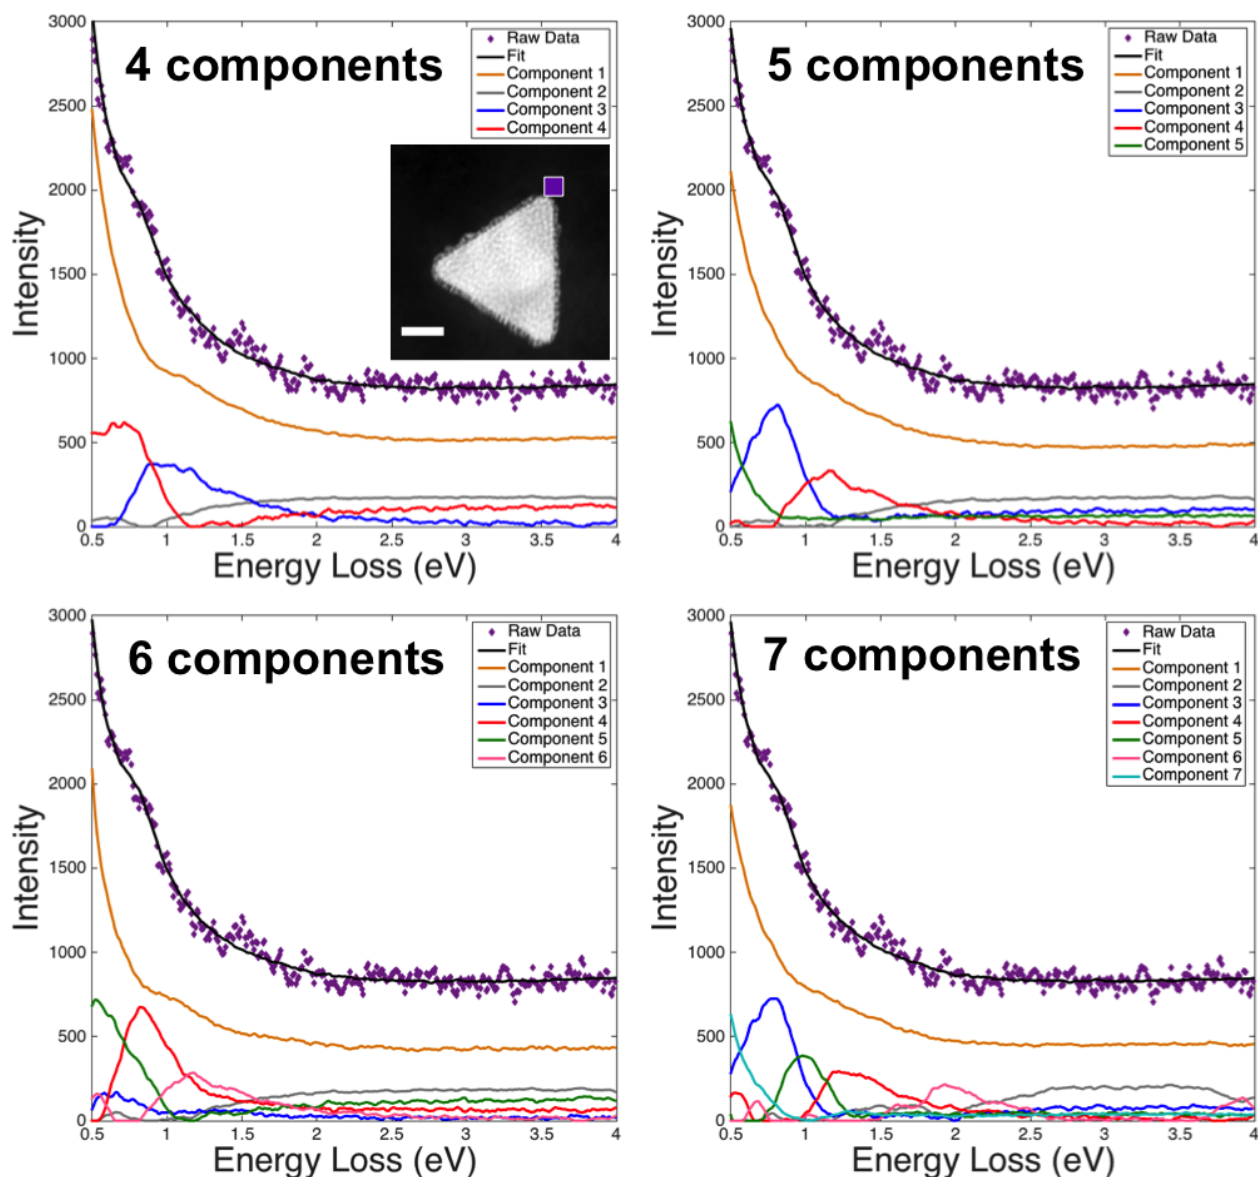 4 components
Raw Data
Fit
Component 1
Component 2
Component 3
Component 4
3000
2500
2000
1500
1000
500
0
Intensity
0.5 1 1.5 2 2.5 3 3.5 4
Energy Loss (eV)
5 components
Raw Data
Fit
Component 1
Component 2
Component 3
Component 4
Component 5
3000
2500
2000
1500
1000
500
0
Intensity
0.5 1 1.5 2 2.5 3 3.5 4
Energy Loss (eV)
6 components
Raw Data
Fit
Component 1
Component 2
Component 3
Component 4
Component 5
Component 6
3000
2500
2000
1500
1000
500
0
Intensity
0.5 1 1.5 2 2.5 3 3.5 4
Energy Loss (eV)
7 components
Raw Data
Fit
Component 1
Component 2
Component 3
Component 4
Component 5
Component 6
Component 7
3000
2500
2000
1500
1000
500
0
Intensity
0.5 1 1.5 2 2.5 3 3.5 4
Energy Loss (eV)